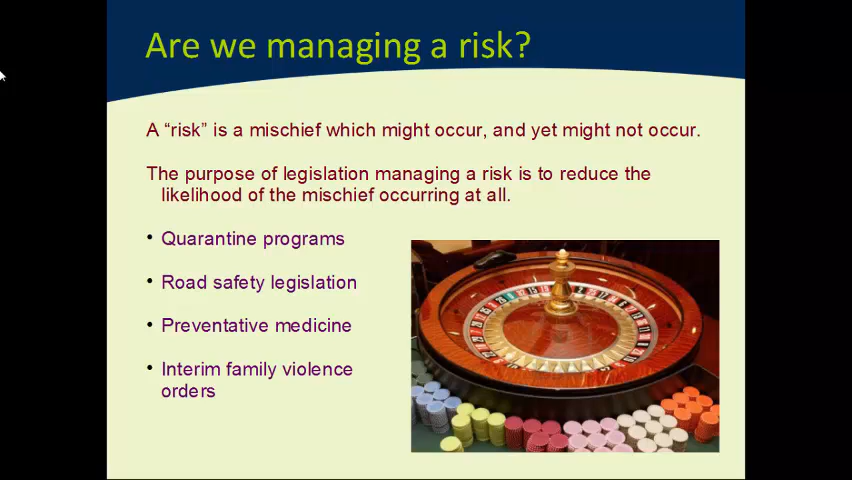 Are we managing a risk?
A “risk” is a mischief which might occur, and yet might not occur.
The purpose of legislation managing a risk is to reduce the
likelihood of the mischief occurring at all.
• Quarantine programs
• Road safety legislation
• Preventative medicine
• Interim family violence
orders